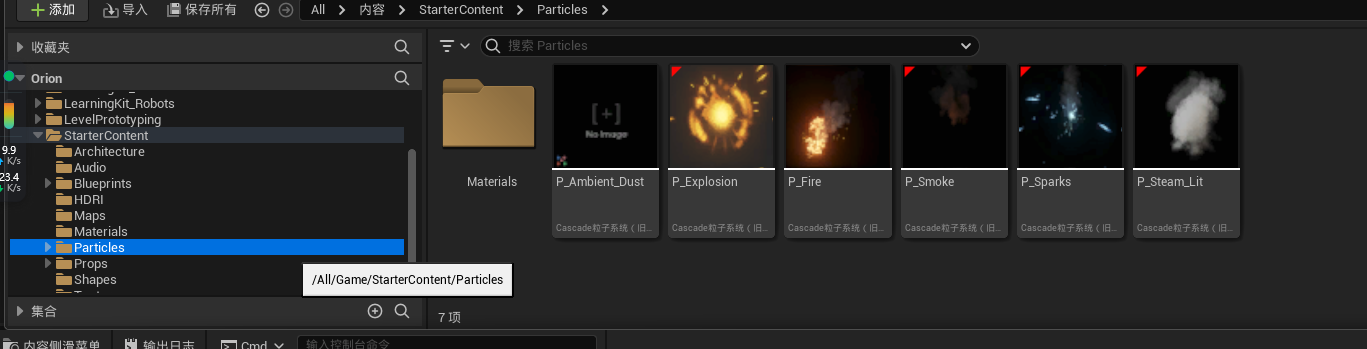 添加
导入
保存所有
All
内容
StarterContent
Particles
收藏夹
Orion
LearningKit_Robots
LevelPrototyping
StarterContent
Architecture
Audio
Blueprints
HDRI
Maps
Materials
Particles
Props
Shapes
9.9
K/s
23.4
K/s
/All/Game/StarterContent/Particles
集合
搜索 Particles
[+]
No Image
Materials
P_Ambient_Dust
P_Explosion
P_Fire
P_Smoke
P_Sparks
P_Steam_Lit
Cascade粒子系统（旧...
Cascade粒子系统（旧...
Cascade粒子系统（旧...
Cascade粒子系统（旧...
Cascade粒子系统（旧...
Cascade粒子系统（旧...
7 项
内容侧滑菜单
输出日志
Cmd
输入控制台命令